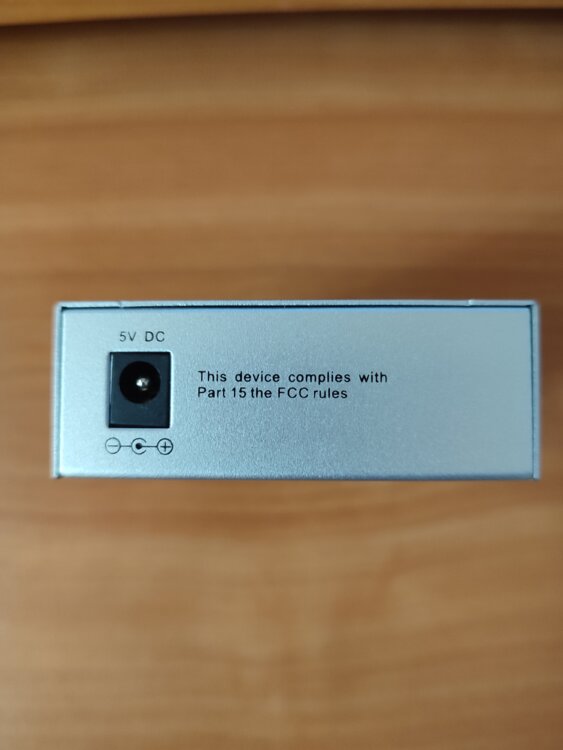 5V DC
This device complies with
Part 15 the FCC rules